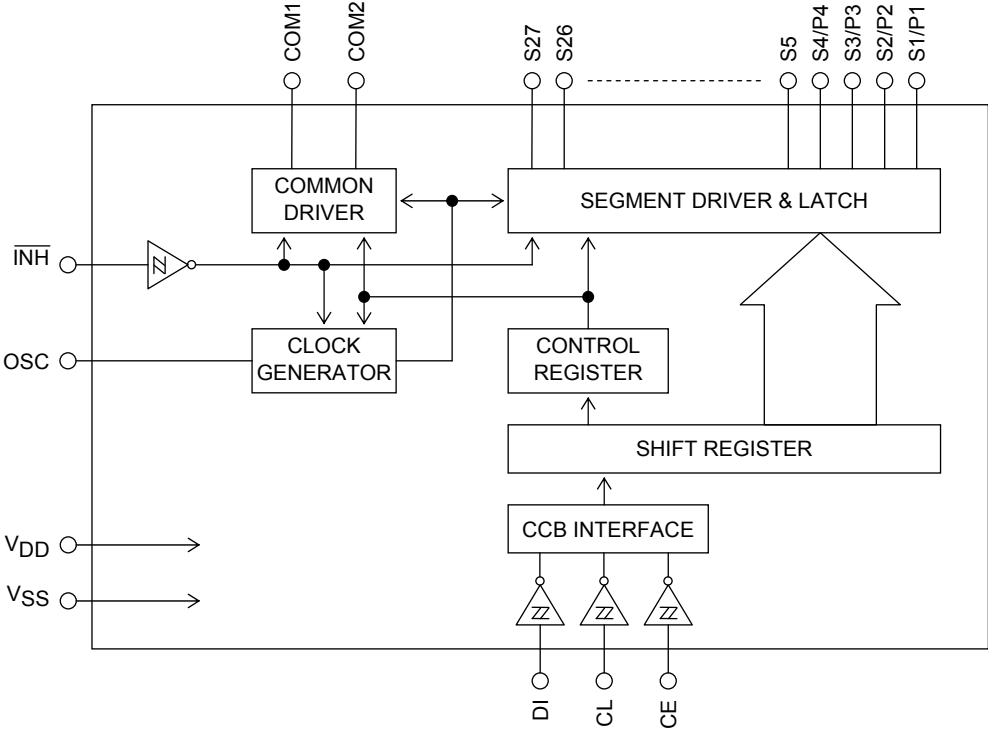 COM1
COM2
S27
S26
S5
S4/P4
S3/P3
S2/P2
S1/P1
COMMON
DRIVER
SEGMENT DRIVER & LATCH
INH
OSC
CLOCK
GENERATOR
CONTROL
REGISTER
SHIFT REGISTER
CCB INTERFACE
VDD
VSS
DI
CL
CE